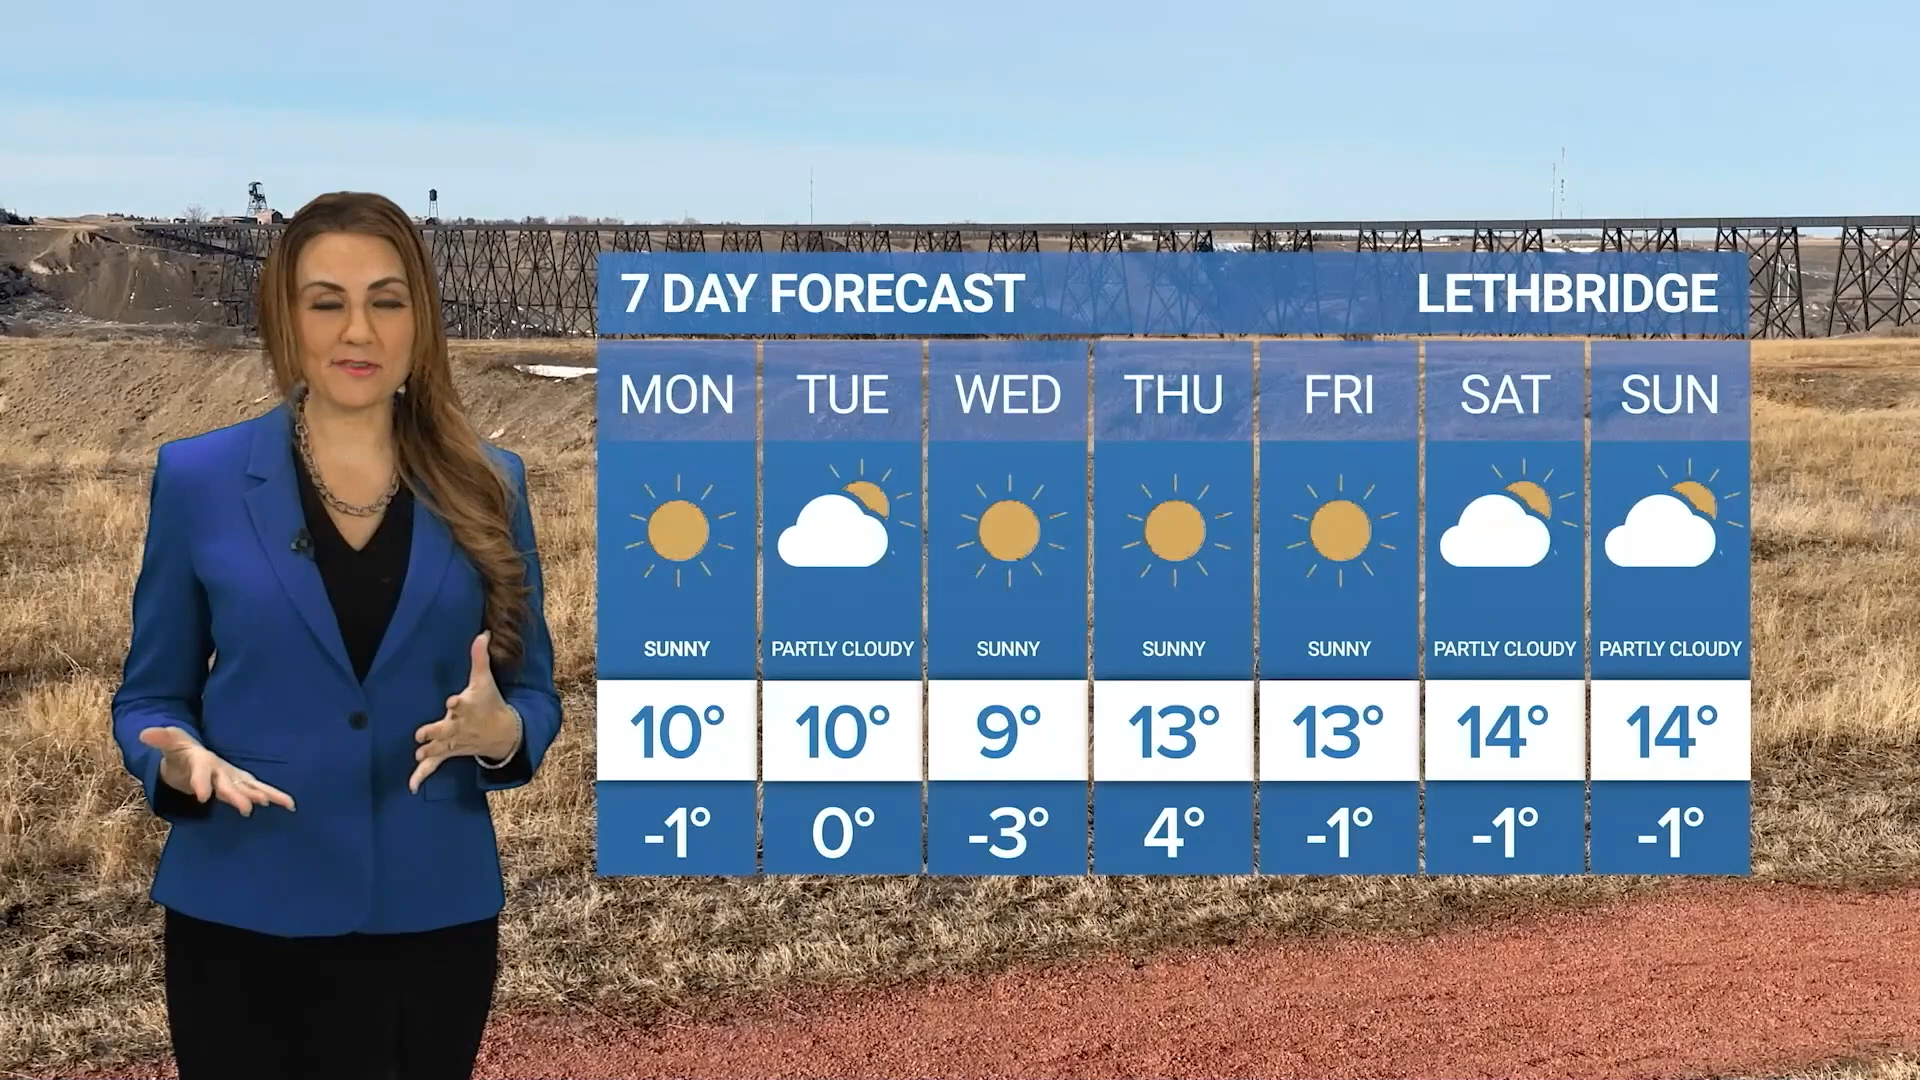 7 DAY FORECAST LETHBRIDGE
MON TUE WED THU FRI SAT SUN
SUNNY PARTLY CLOUDY SUNNY SUNNY SUNNY PARTLY CLOUDY PARTLY CLOUDY
10° 10° 9° 13° 13° 14° 14°
-1° 0° -3° 4° -1° -1° -1°